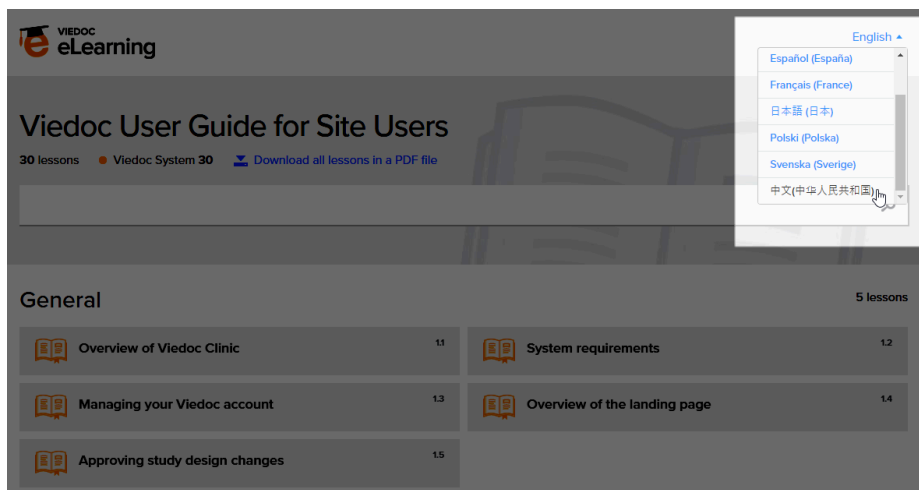 VIEDOC
eLearning
English
Español (España)
Français (France)
日本語 (日本)
Polski (Polska)
Svenska (Sverige)
中文(中华人民共和国)
Viedoc User Guide for Site Users
30 lessons Viedoc System 30 Download all lessons in a PDF file
General 5 lessons
Overview of Viedoc Clinic 1.1
System requirements 1.2
Managing your Viedoc account 1.3
Overview of the landing page 1.4
Approving study design changes 1.5